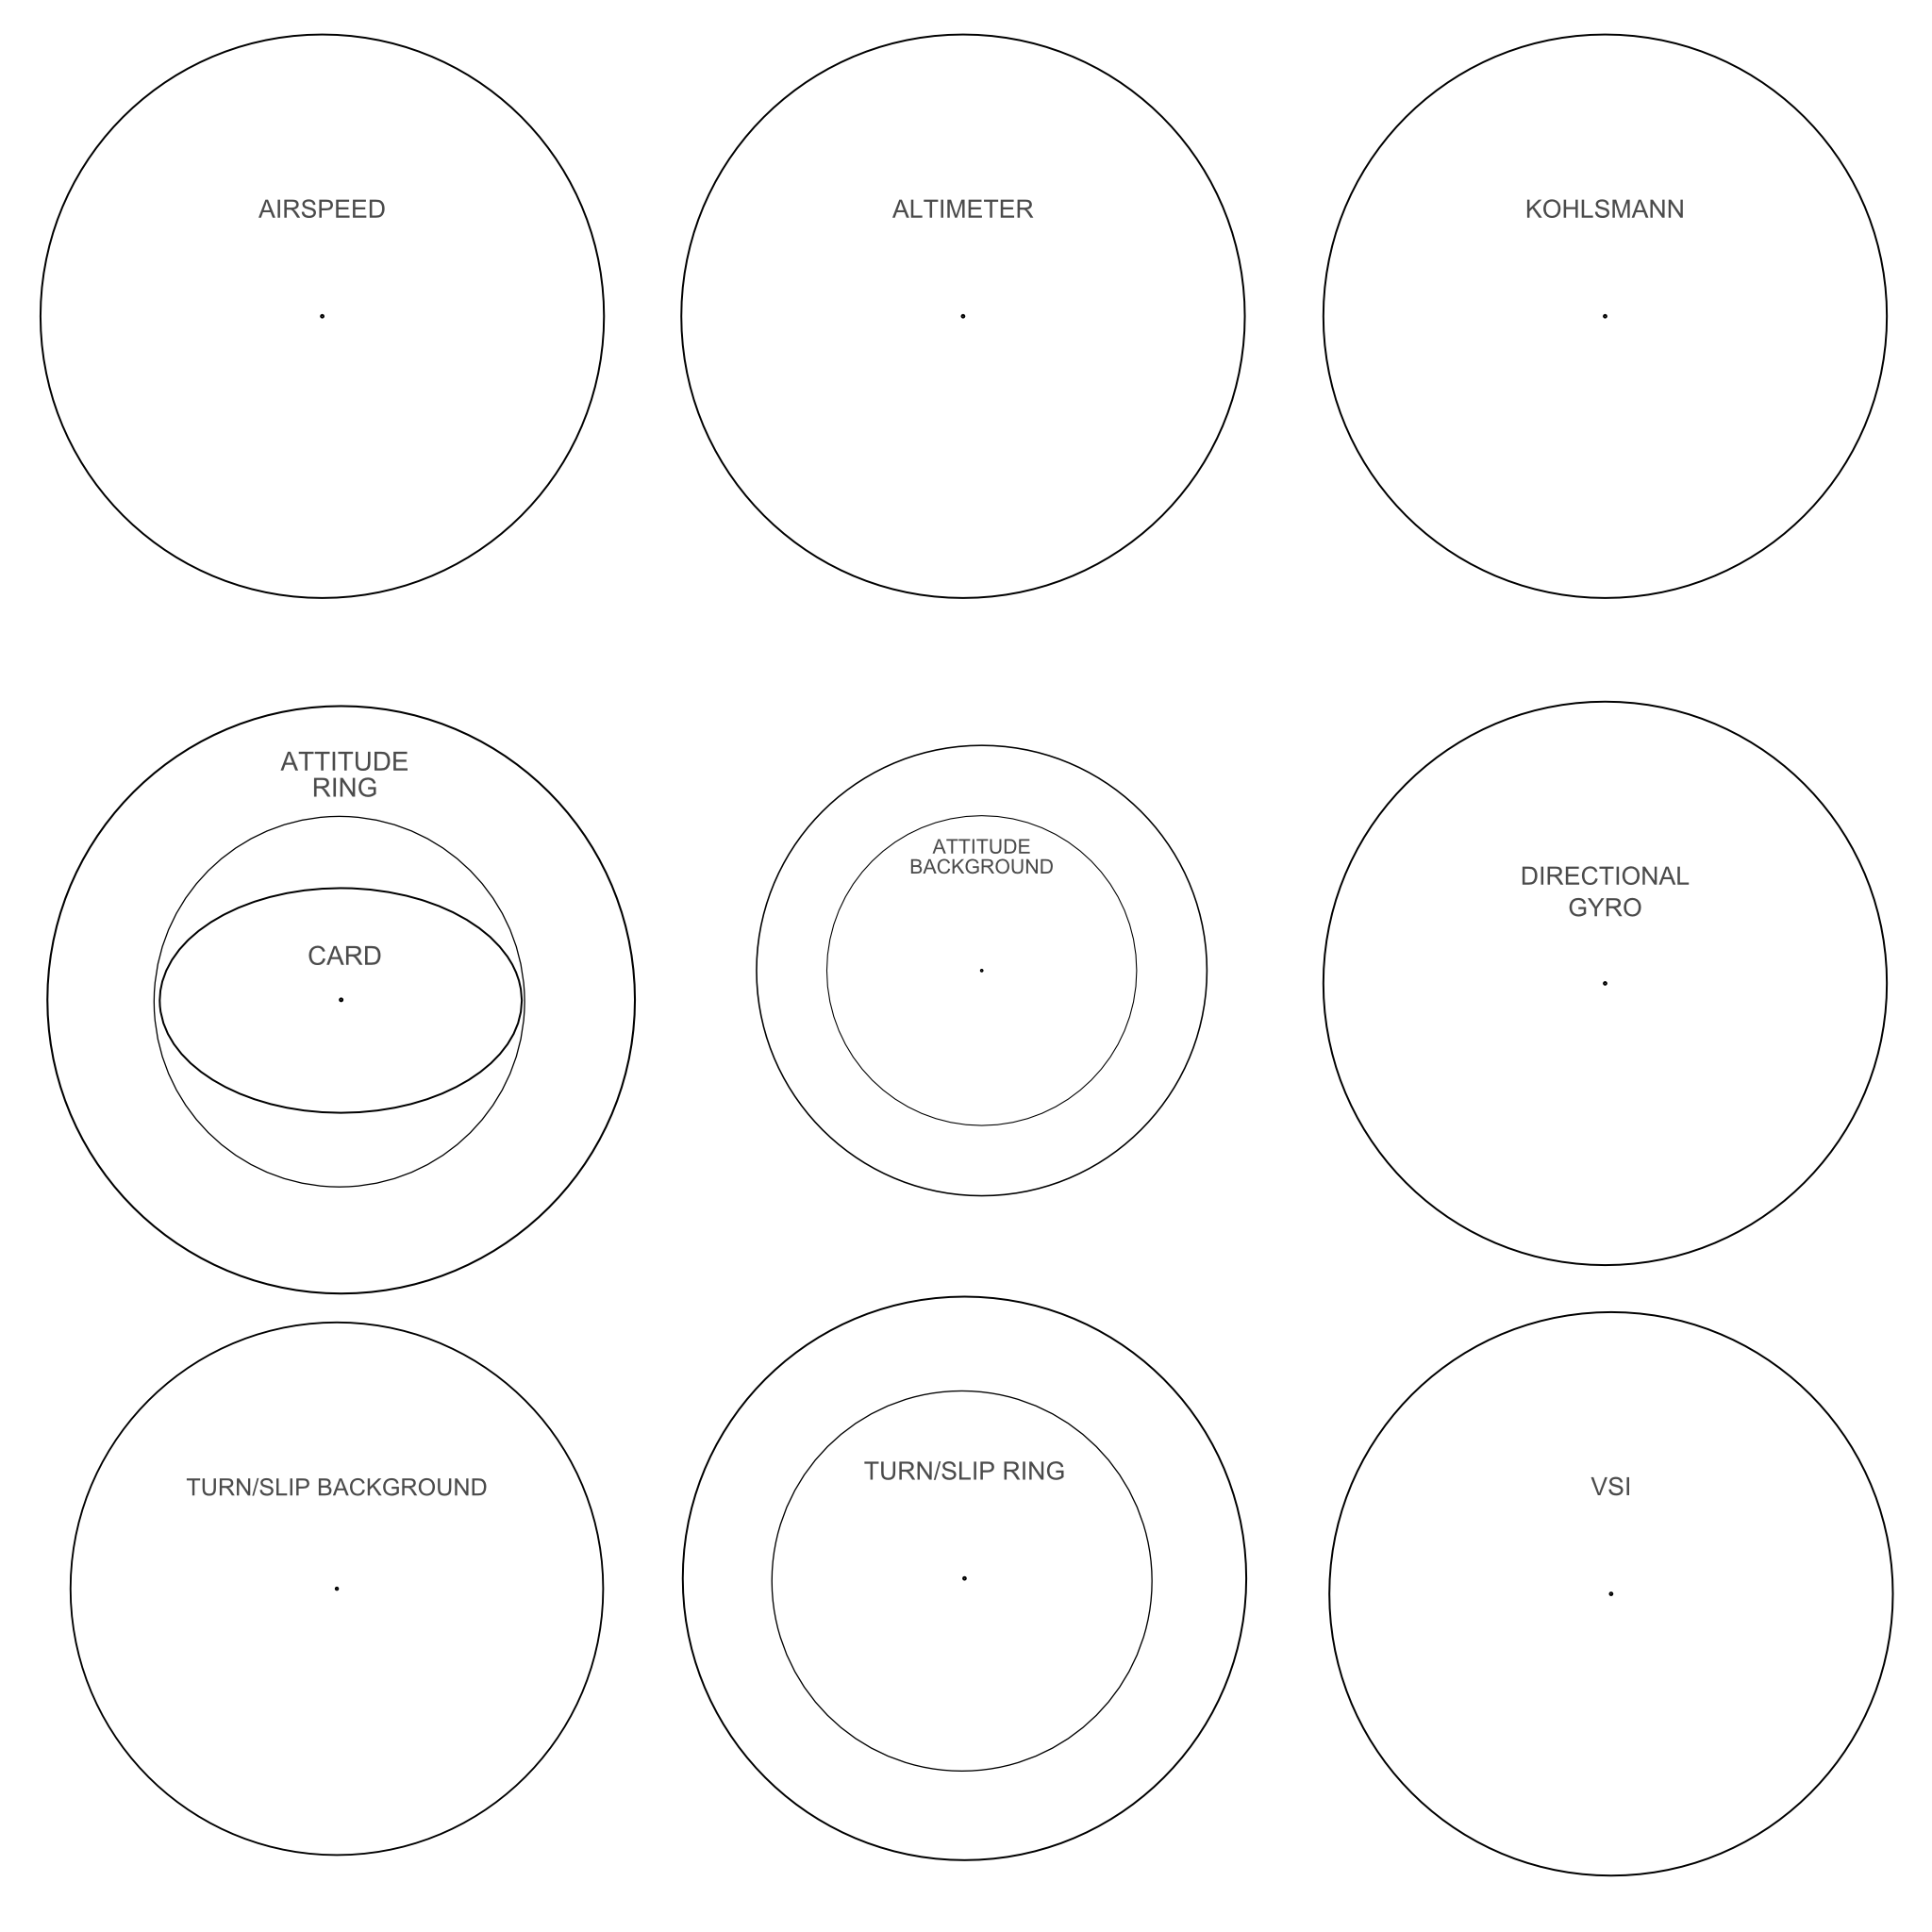 AIRSPEED
ALTIMETER
KOHLSMANN
ATTITUDE
RING
CARD
ATTITUDE
BACKGROUND
DIRECTIONAL
GYRO
TURN/SLIP BACKGROUND
TURN/SLIP RING
VSI